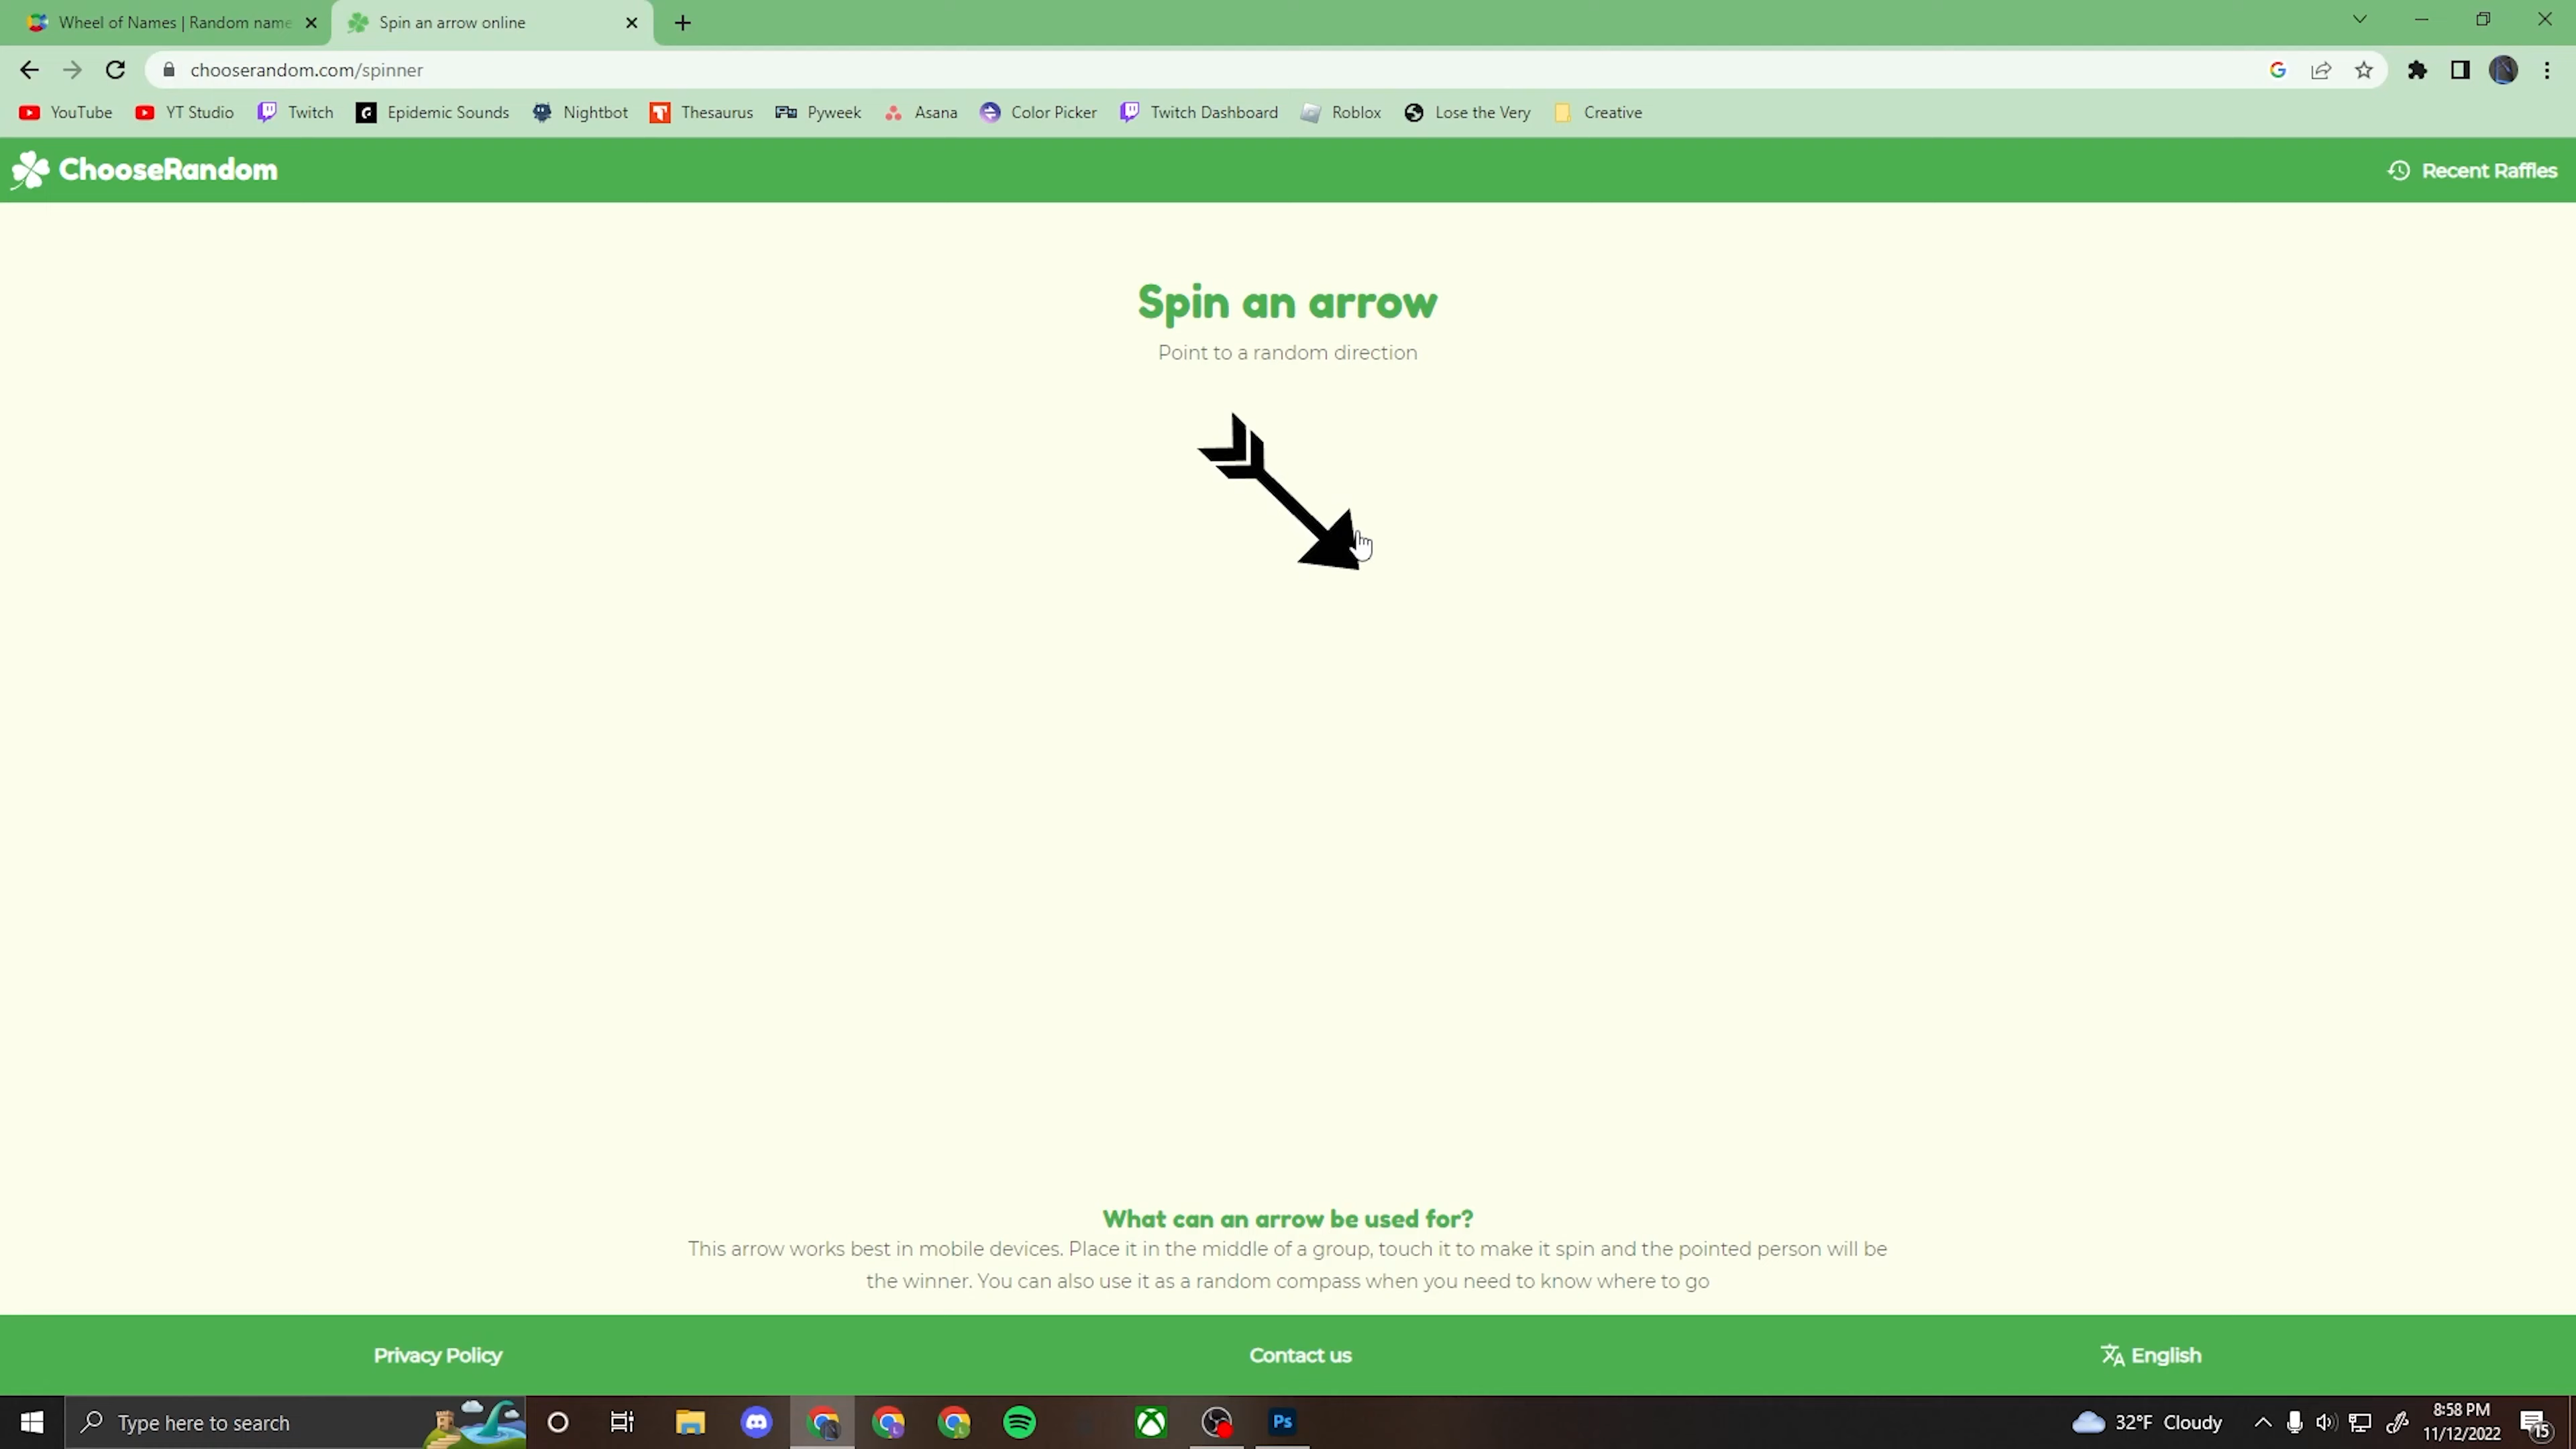 Wheel of Names | Random name
Spin an arrow online
chooserandom.com/spinner
YouTube YT Studio Twitch Epidemic Sounds Nightbot Thesaurus Pyweek Asana Color Picker Twitch Dashboard Roblox Lose the Very Creative
ChooseRandom
Recent Raffles
Spin an arrow
Point to a random direction
What can an arrow be used for?
This arrow works best in mobile devices. Place it in the middle of a group, touch it to make it spin and the pointed person will be
the winner. You can also use it as a random compass when you need to know where to go
Privacy Policy
Contact us
English
Type here to search
Ps
32°F Cloudy
8:58 PM
11/12/2022
15